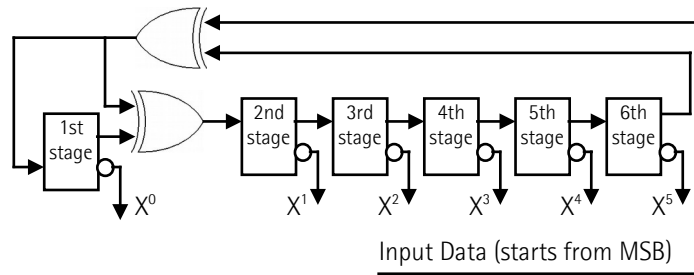 1st
stage
2nd
stage
3rd
stage
4th
stage
5th
stage
6th
stage
X⁰
X¹
X²
X³
X⁴
X⁵
Input Data (starts from MSB)